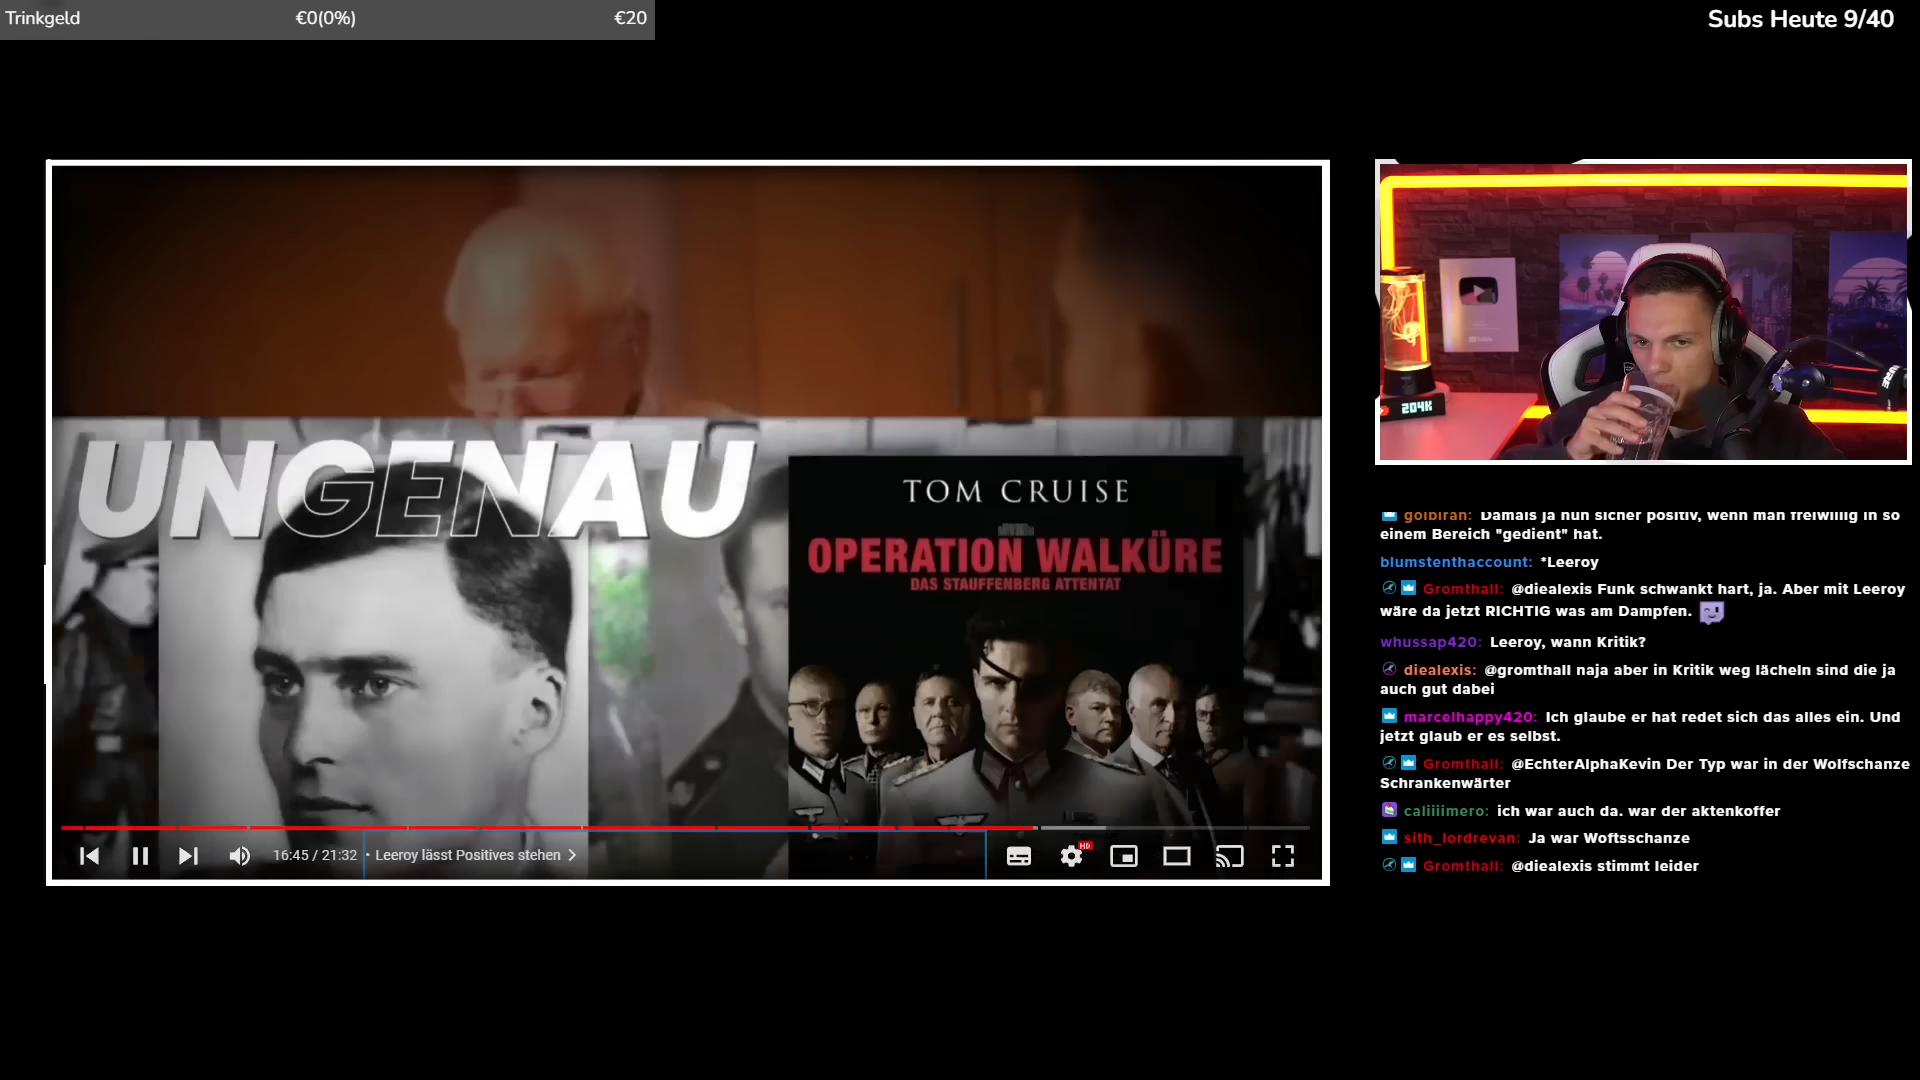 Trinkgeld €0(0%) €20
Subs Heute 9/40
UNGENAU
TOM CRUISE
OPERATION WALKÜRE
DAS STAUFFENBERG ATTENTAT
16:45 / 21:32 • Leeroy lässt Positives stehen
HD
204K
golbiran: Damals ja nun sicher positiv, wenn man freiwillig in so
einem Bereich "gedient" hat.
blumstenthaccount: *Leeroy
Gromthall: @diealexis Funk schwankt hart, ja. Aber mit Leeroy
wäre da jetzt RICHTIG was am Dampfen.
whussap420: Leeroy, wann Kritik?
diealexis: @gromthall naja aber in Kritik weg lächeln sind die ja
auch gut dabei
marcelhappy420: Ich glaube er hat redet sich das alles ein. Und
jetzt glaub er es selbst.
Gromthall: @EchterAlphaKevin Der Typ war in der Wolfschanze
Schrankenwärter
caliiiimero: ich war auch da. war der aktenkoffer
sith_lordrevan: Ja war Woftsschanze
Gromthall: @diealexis stimmt leider